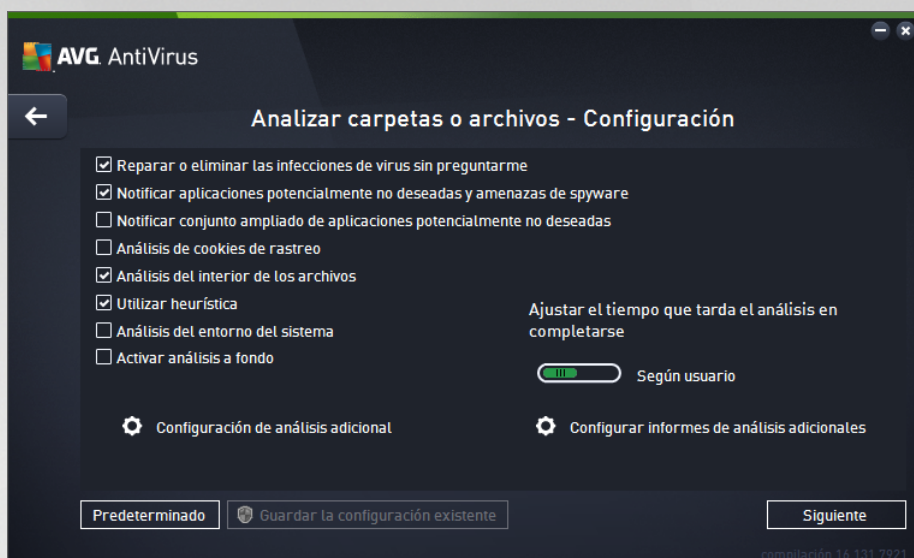 AVG. AntiVirus
Analizar carpetas o archivos - Configuración
Reparar o eliminar las infecciones de virus sin preguntarme
Notificar aplicaciones potencialmente no deseadas y amenazas de spyware
Notificar conjunto ampliado de aplicaciones potencialmente no deseadas
Análisis de cookies de rastreo
Análisis del interior de los archivos
Utilizar heurística
Análisis del entorno del sistema
Activar análisis a fondo
Ajustar el tiempo que tarda el análisis en
completarse
Según usuario
Configuración de análisis adicional
Configurar informes de análisis adicionales
Predeterminado
Guardar la configuración existente
Siguiente
compilación 16.131.7921